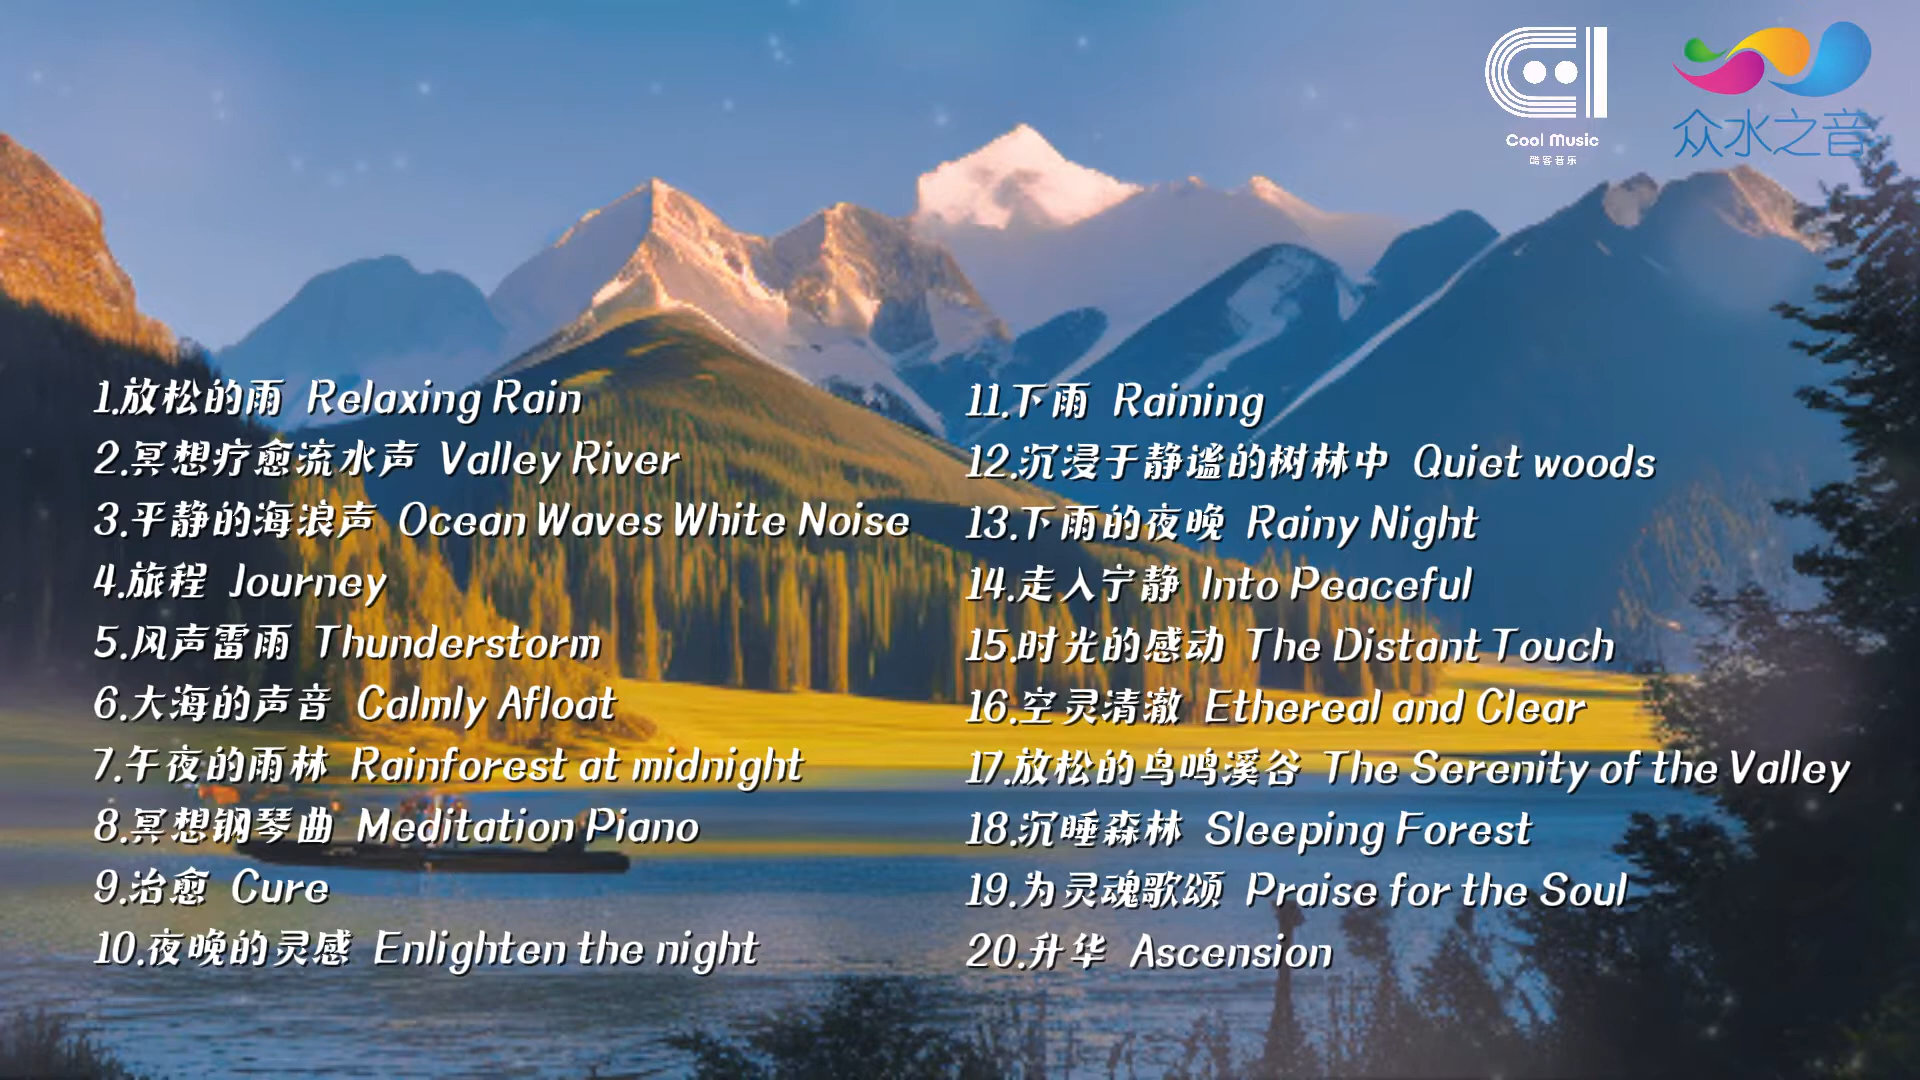 Cool Music
酷客音乐
众水之音
1.放松的雨 Relaxing Rain
2.冥想疗愈流水声 Valley River
3.平静的海浪声 Ocean Waves White Noise
4.旅程 Journey
5.风声雷雨 Thunderstorm
6.大海的声音 Calmly Afloat
7.午夜的雨林 Rainforest at midnight
8.冥想钢琴曲 Meditation Piano
9.治愈 Cure
10.夜晚的灵感 Enlighten the night
11.下雨 Raining
12.沉浸于静谧的树林中 Quiet woods
13.下雨的夜晚 Rainy Night
14.走入宁静 Into Peaceful
15.时光的感动 The Distant Touch
16.空灵清澈 Ethereal and Clear
17.放松的鸟鸣溪谷 The Serenity of the Valley
18.沉睡森林 Sleeping Forest
19.为灵魂歌颂 Praise for the Soul
20.升华 Ascension